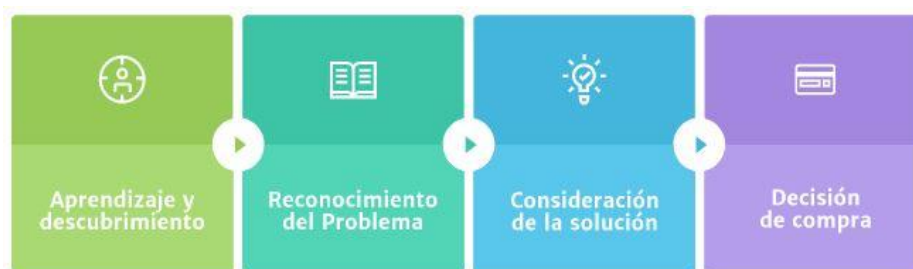 Aprendizaje y
descubrimiento
Reconocimiento
del Problema
Consideración
de la solución
Decisión
de compra